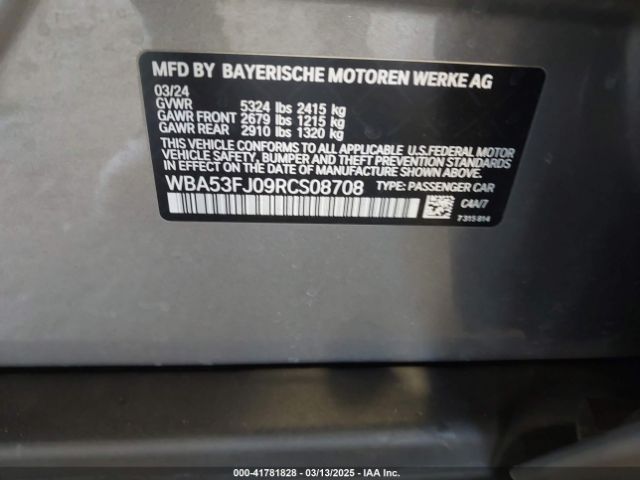 MFD BY BAYERISCHE MOTOREN WERKE AG
03/24
GVWR 5324 lbs 2415 kg
GAWR FRONT 2679 lbs 1215 kg
GAWR REAR 2910 lbs 1320 kg
THIS VEHICLE CONFORMS TO ALL APPLICABLE U.S. FEDERAL MOTOR
VEHICLE SAFETY, BUMPER AND THEFT PREVENTION STANDARDS
IN EFFECT ON THE DATE OF MANUFACTURE SHOWN ABOVE.
WBA53FJ09RCS08708 TYPE: PASSENGER CAR
C4A/7
7 315 814
000-41781828 - 03/13/2025 - IAA Inc.